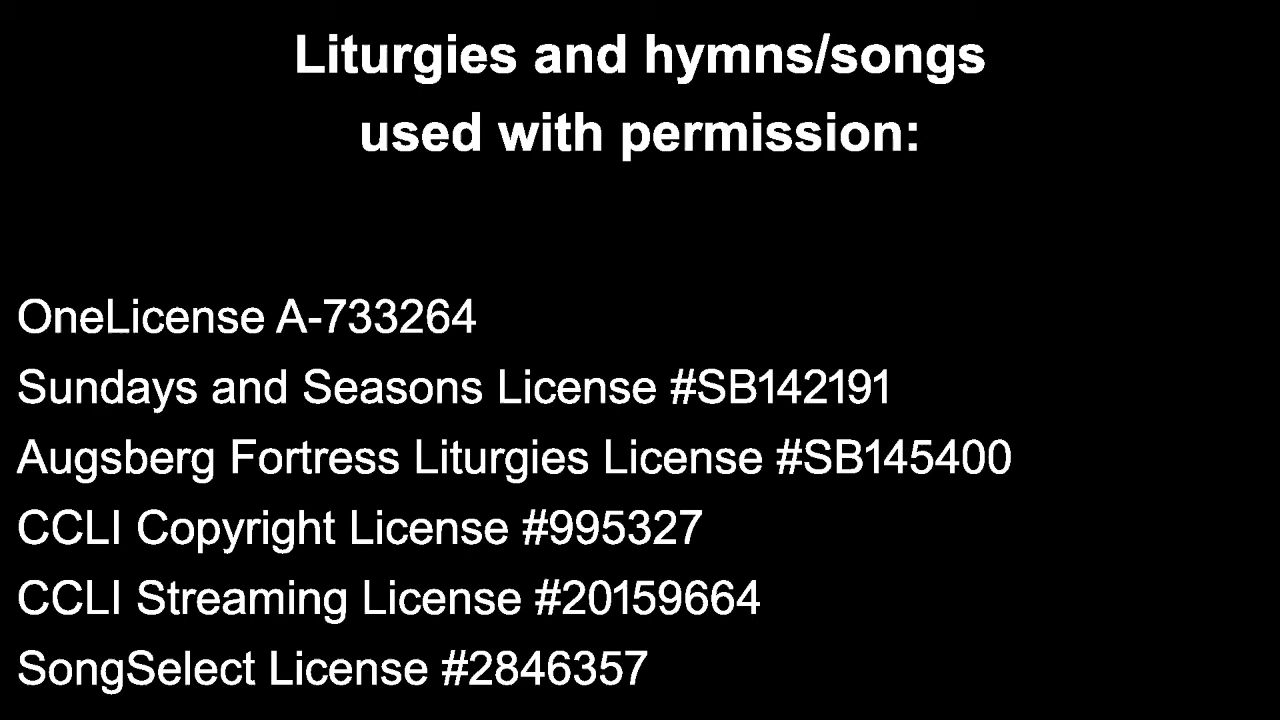 Liturgies and hymns/songs
used with permission:
OneLicense A-733264
Sundays and Seasons License #SB142191
Augsberg Fortress Liturgies License #SB145400
CCLI Copyright License #995327
CCLI Streaming License #20159664
SongSelect License #2846357